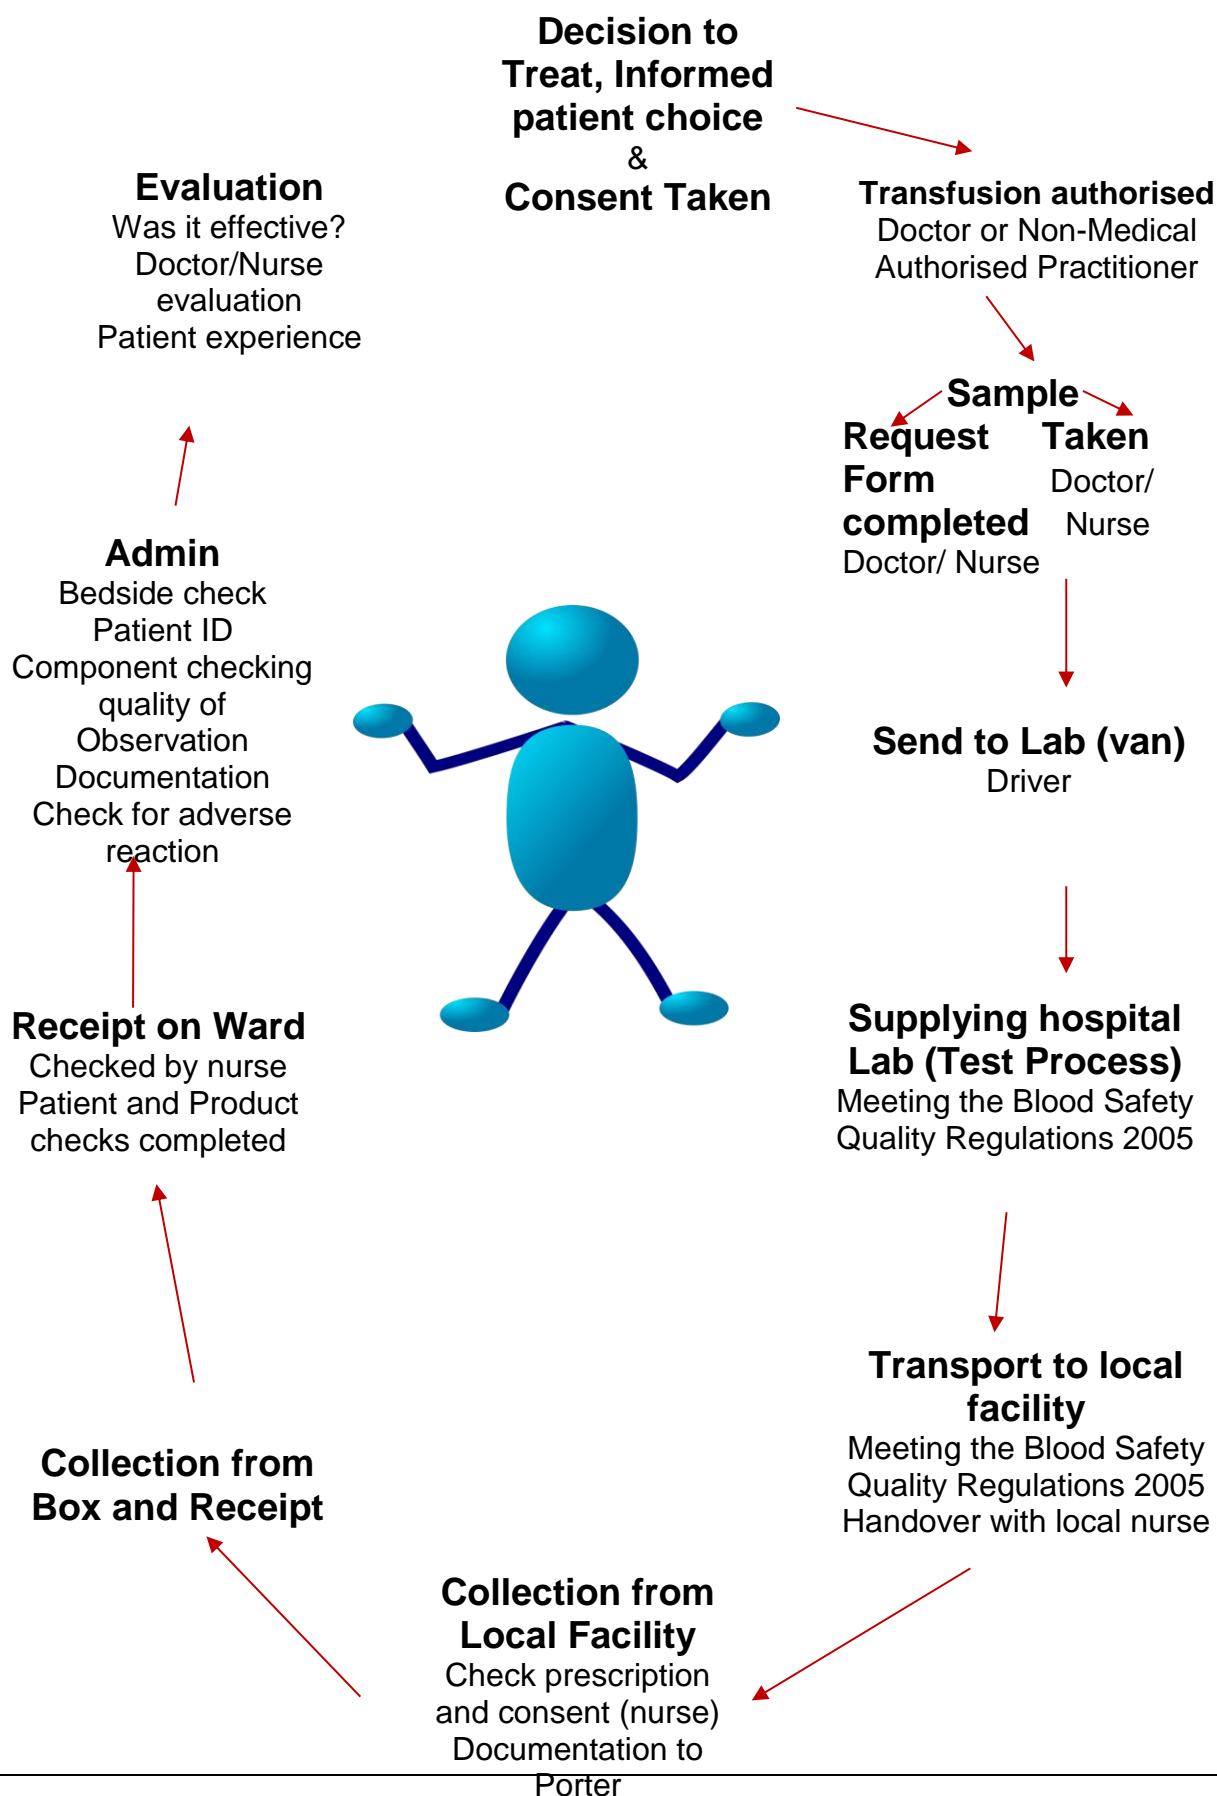 Decision to
Treat, Informed
patient choice
&
Consent Taken
Transfusion authorised
Doctor or Non-Medical
Authorised Practitioner
Sample
Request
Form
completed
Doctor/ Nurse
Taken
Doctor/
Nurse
Send to Lab (van)
Driver
Supplying hospital
Lab (Test Process)
Meeting the Blood Safety
Quality Regulations 2005
Transport to local
facility
Meeting the Blood Safety
Quality Regulations 2005
Handover with local nurse
Collection from
Local Facility
Check prescription
and consent (nurse)
Documentation to
Porter
Collection from
Box and Receipt
Receipt on Ward
Checked by nurse
Patient and Product
checks completed
Admin
Bedside check
Patient ID
Component checking
quality of
Observation
Documentation
Check for adverse
reaction
Evaluation
Was it effective?
Doctor/Nurse
evaluation
Patient experience